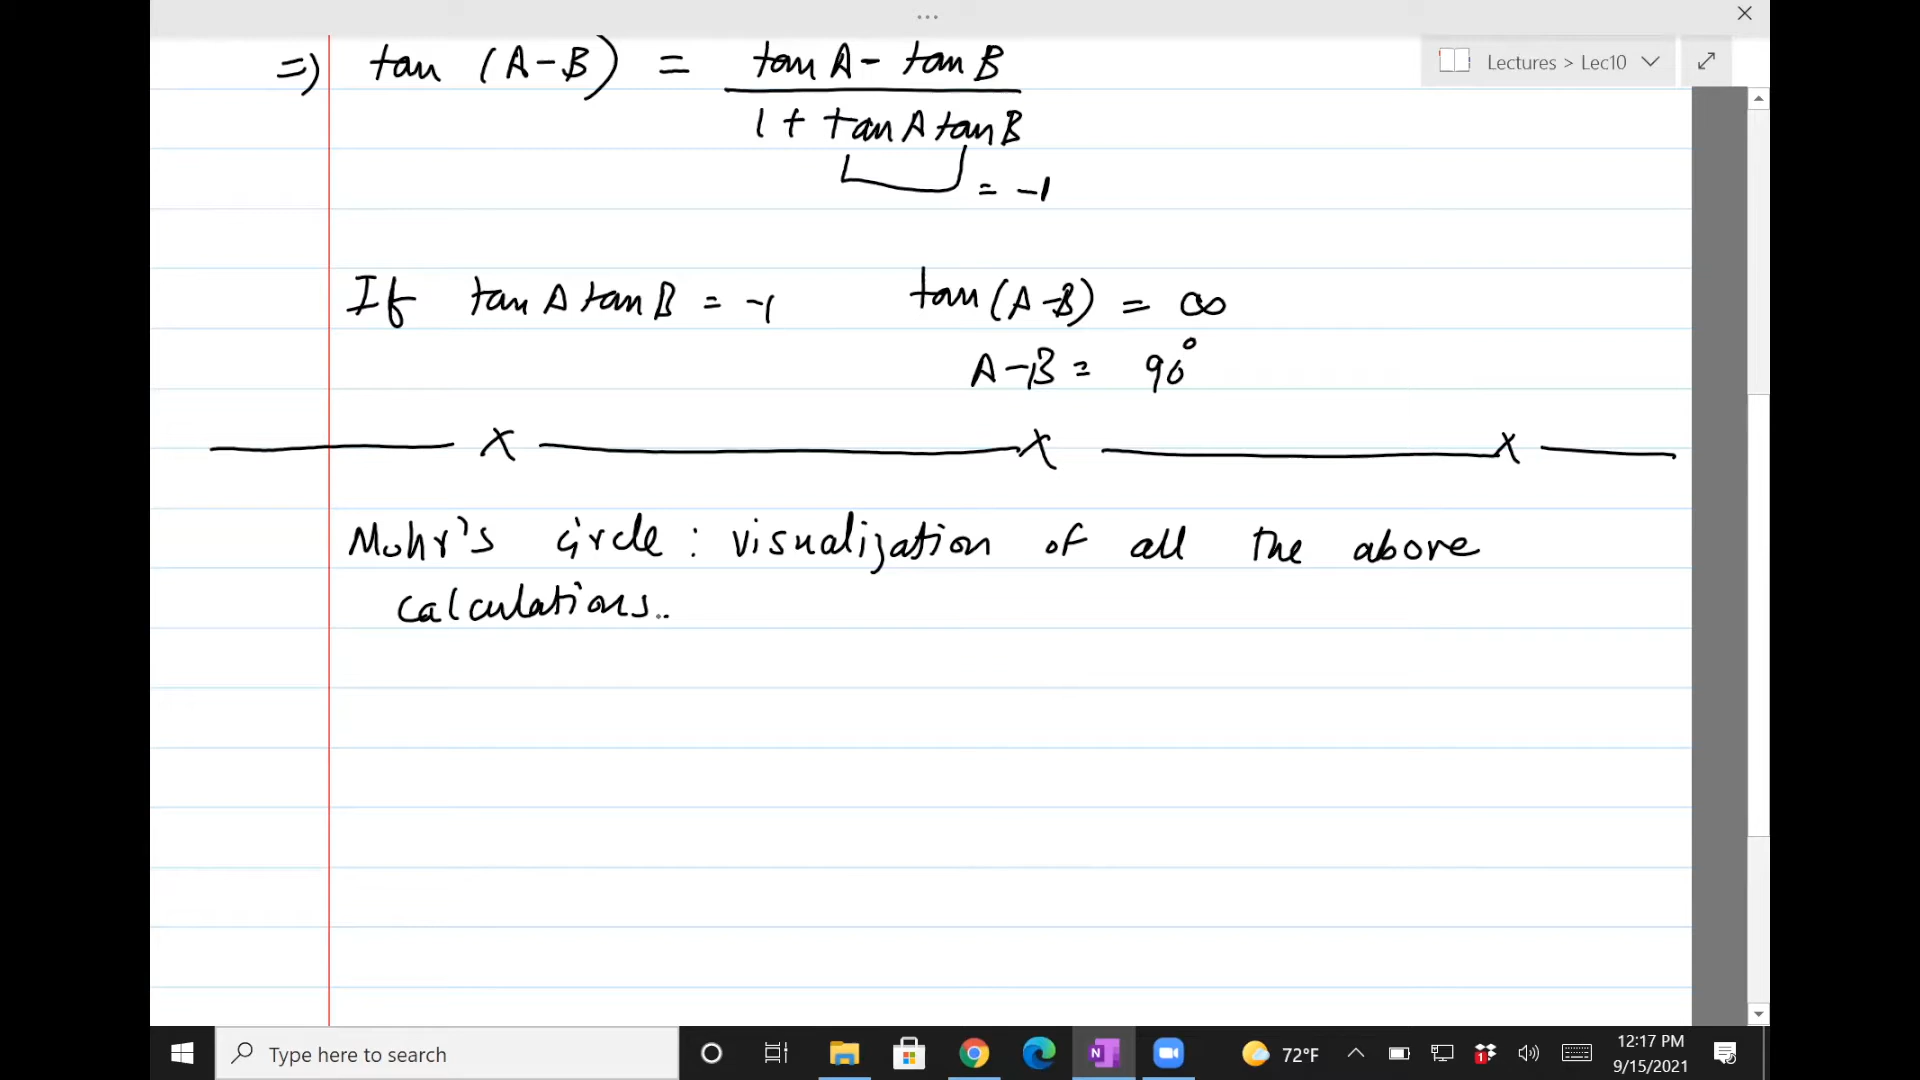 ...
Lectures > Lec10
=> tan (A-B) = tan A - tan B
1 + tan A tan B
= -1
If tan A tan B = -1 tan (A-B) = ∞
A-B = 90°
x x x
Mohr's circle : visualization of all the above
calculations..
Type here to search
72°F
1
12:17 PM
9/15/2021